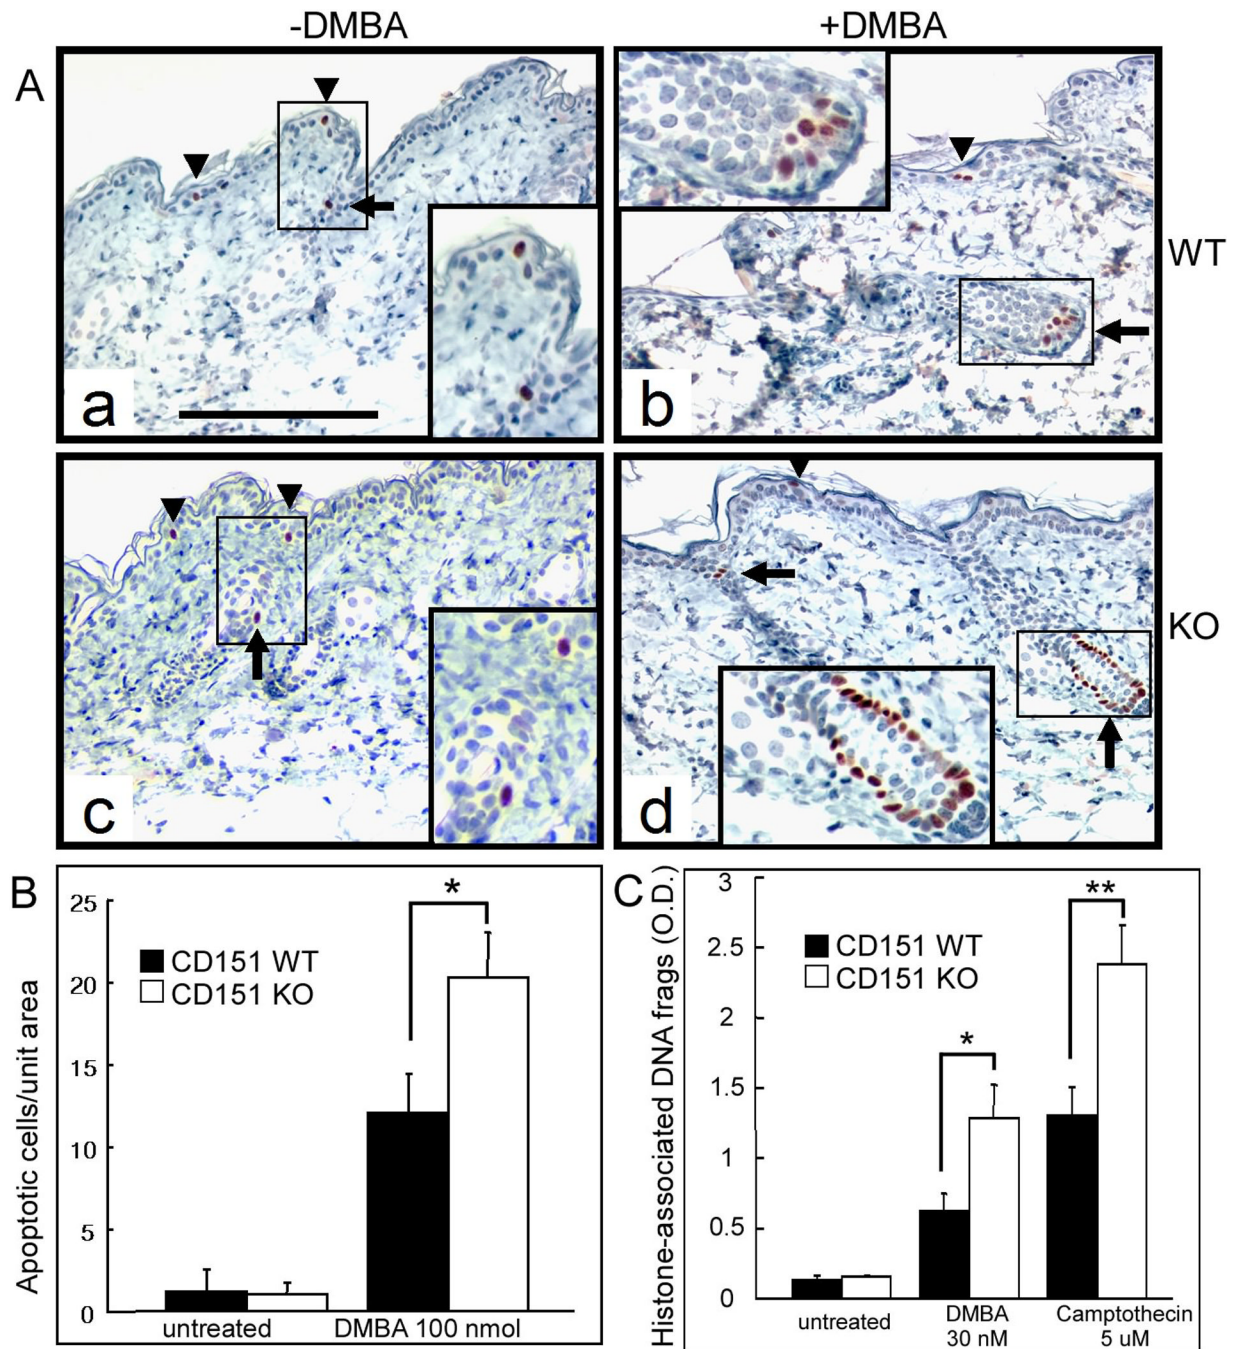 -DMBA
+DMBA
A
a
b
WT
c
d
KO
B
Apoptotic cells/unit area
25
20
15
10
5
0
CD151 WT
CD151 KO
*
untreated
DMBA 100 nmol
C
Histone-associated DNA frags (O.D.)
3
2.5
2
1.5
1
0.5
0
CD151 WT
CD151 KO
*
**
untreated
DMBA
30 nM
Camptothecin
5 uM